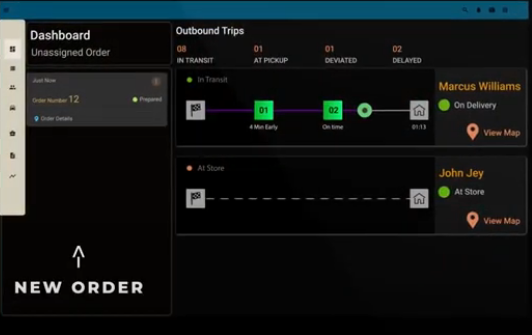 Dashboard
Unassigned Order
Just Now
Order Number 12
Prepared
Order Details
NEW ORDER
Outbound Trips
08
IN TRANSIT
01
AT PICKUP
01
DEVIATED
02
DELAYED
In Transit
01
4 Min Early
02
On time
01:13
Marcus Williams
On Delivery
View Map
At Store
John Jey
At Store
View Map